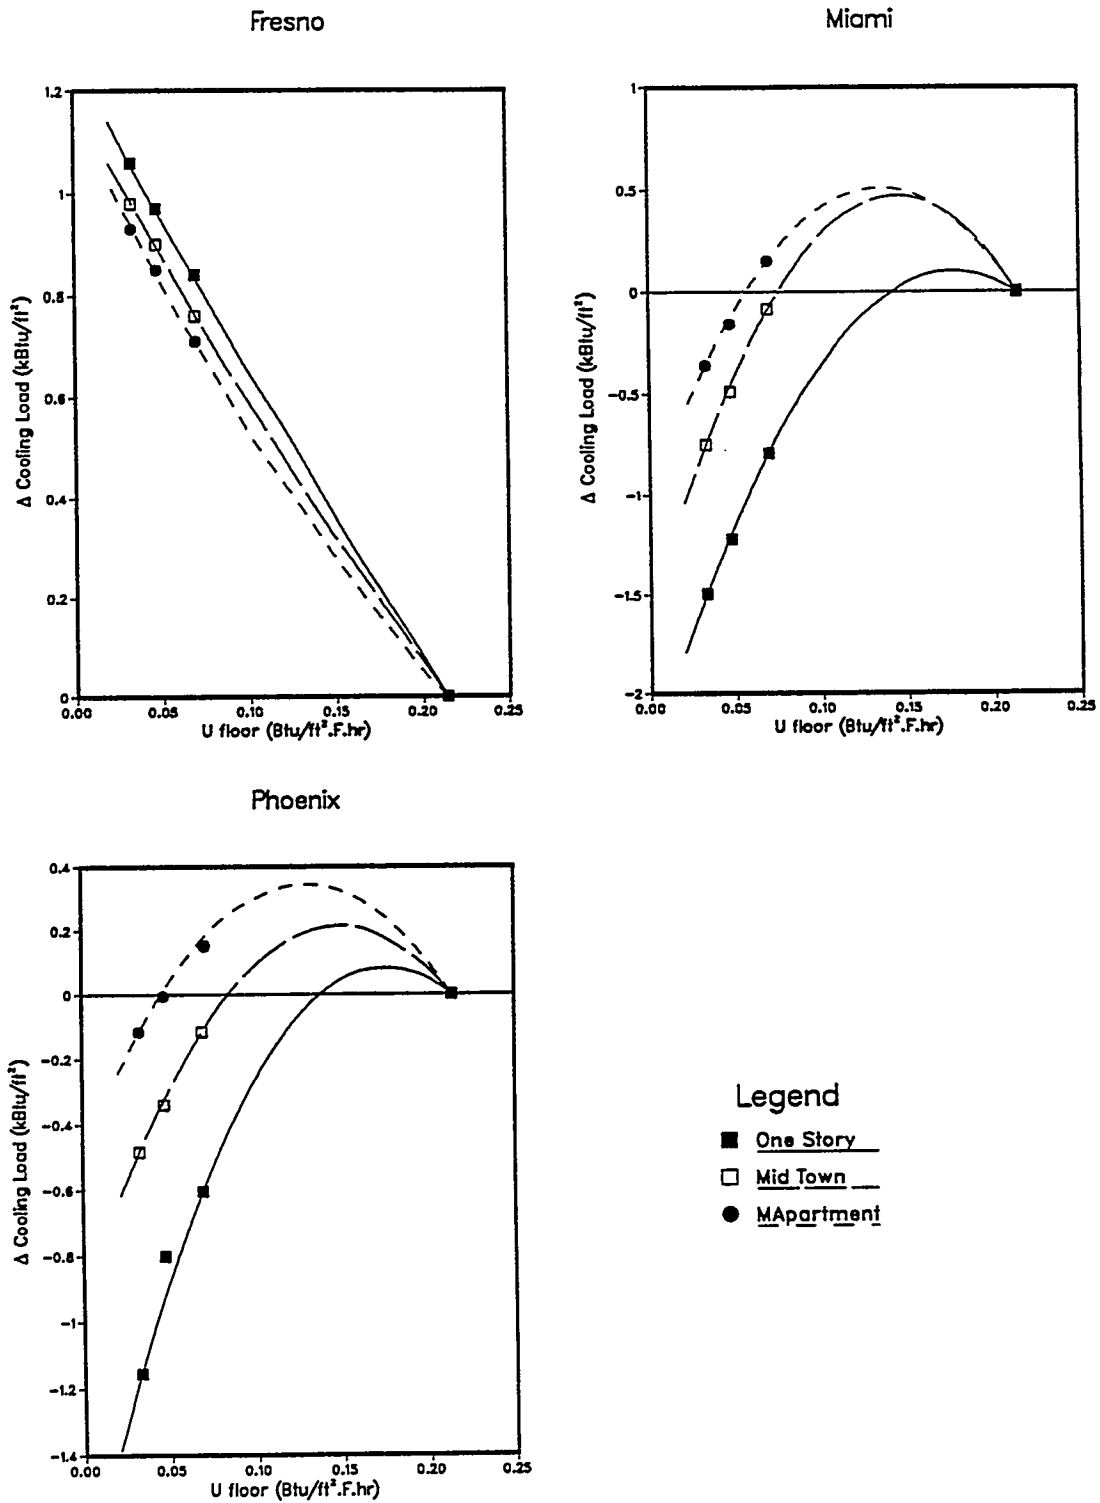 Fresno
Miami
Δ Cooling Load (kBtu/ft²)
1.2
1
0.8
0.6
0.4
0.2
0
0.00 0.05 0.10 0.15 0.20 0.25
U floor (Btu/ft².F.hr)
Δ Cooling Load (kBtu/ft²)
1
0.5
0
-0.5
-1
-1.5
-2
0.00 0.05 0.10 0.15 0.20 0.25
U floor (Btu/ft².F.hr)
Phoenix
Δ Cooling Load (kBtu/ft²)
0.4
0.2
0
-0.2
-0.4
-0.6
-0.8
-1
-1.2
-1.4
0.00 0.05 0.10 0.15 0.20 0.25
U floor (Btu/ft².F.hr)
Legend
One Story
Mid Town
MApartment